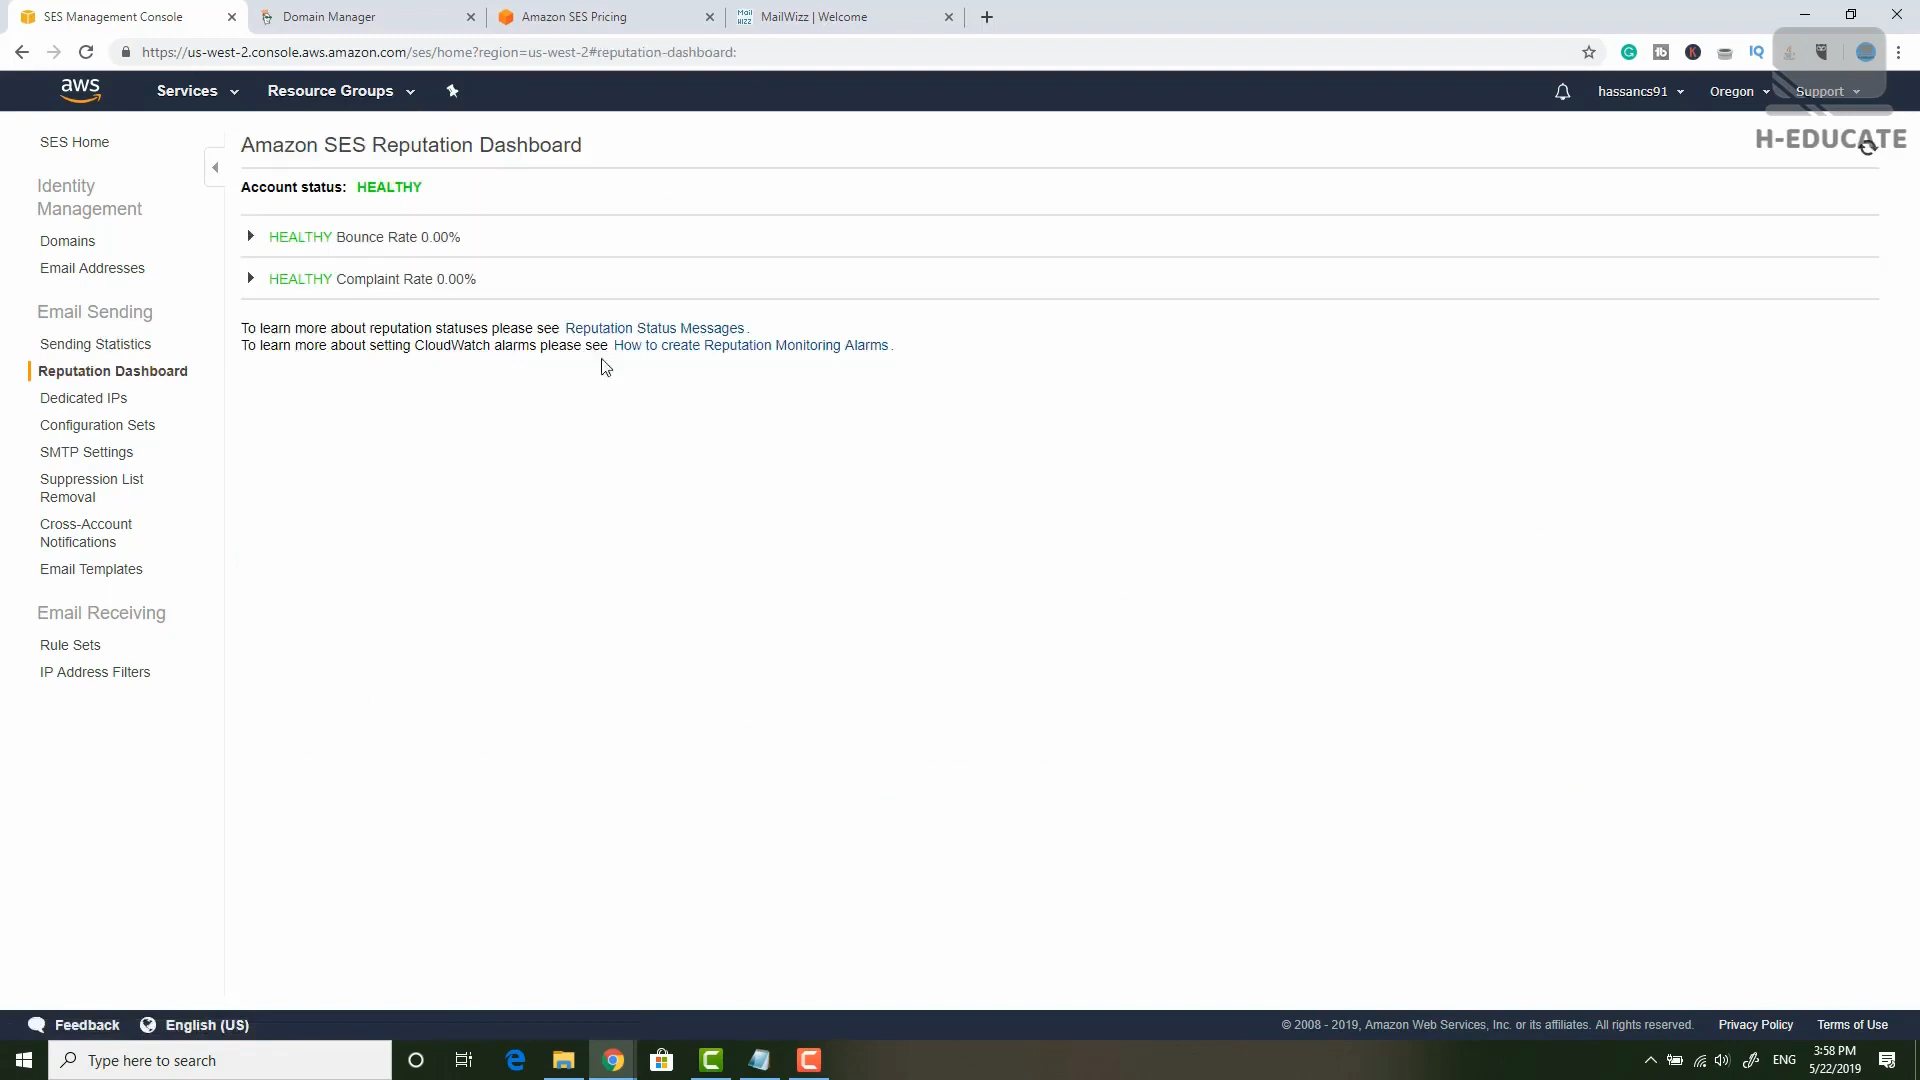 SES Management Console
Domain Manager
Amazon SES Pricing
MailWizz | Welcome
https://us-west-2.console.aws.amazon.com/ses/home?region=us-west-2#reputation-dashboard:
aws
Services
Resource Groups
hassancs91
Oregon
Support
H-EDUCATE
SES Home
Identity
Management
Domains
Email Addresses
Email Sending
Sending Statistics
Reputation Dashboard
Dedicated IPs
Configuration Sets
SMTP Settings
Suppression List
Removal
Cross-Account
Notifications
Email Templates
Email Receiving
Rule Sets
IP Address Filters
Amazon SES Reputation Dashboard
Account status: HEALTHY
HEALTHY Bounce Rate 0.00%
HEALTHY Complaint Rate 0.00%
To learn more about reputation statuses please see Reputation Status Messages.
To learn more about setting CloudWatch alarms please see How to create Reputation Monitoring Alarms.
Feedback
English (US)
© 2008 - 2019, Amazon Web Services, Inc. or its affiliates. All rights reserved.
Privacy Policy
Terms of Use
Type here to search
ENG
3:58 PM
5/22/2019